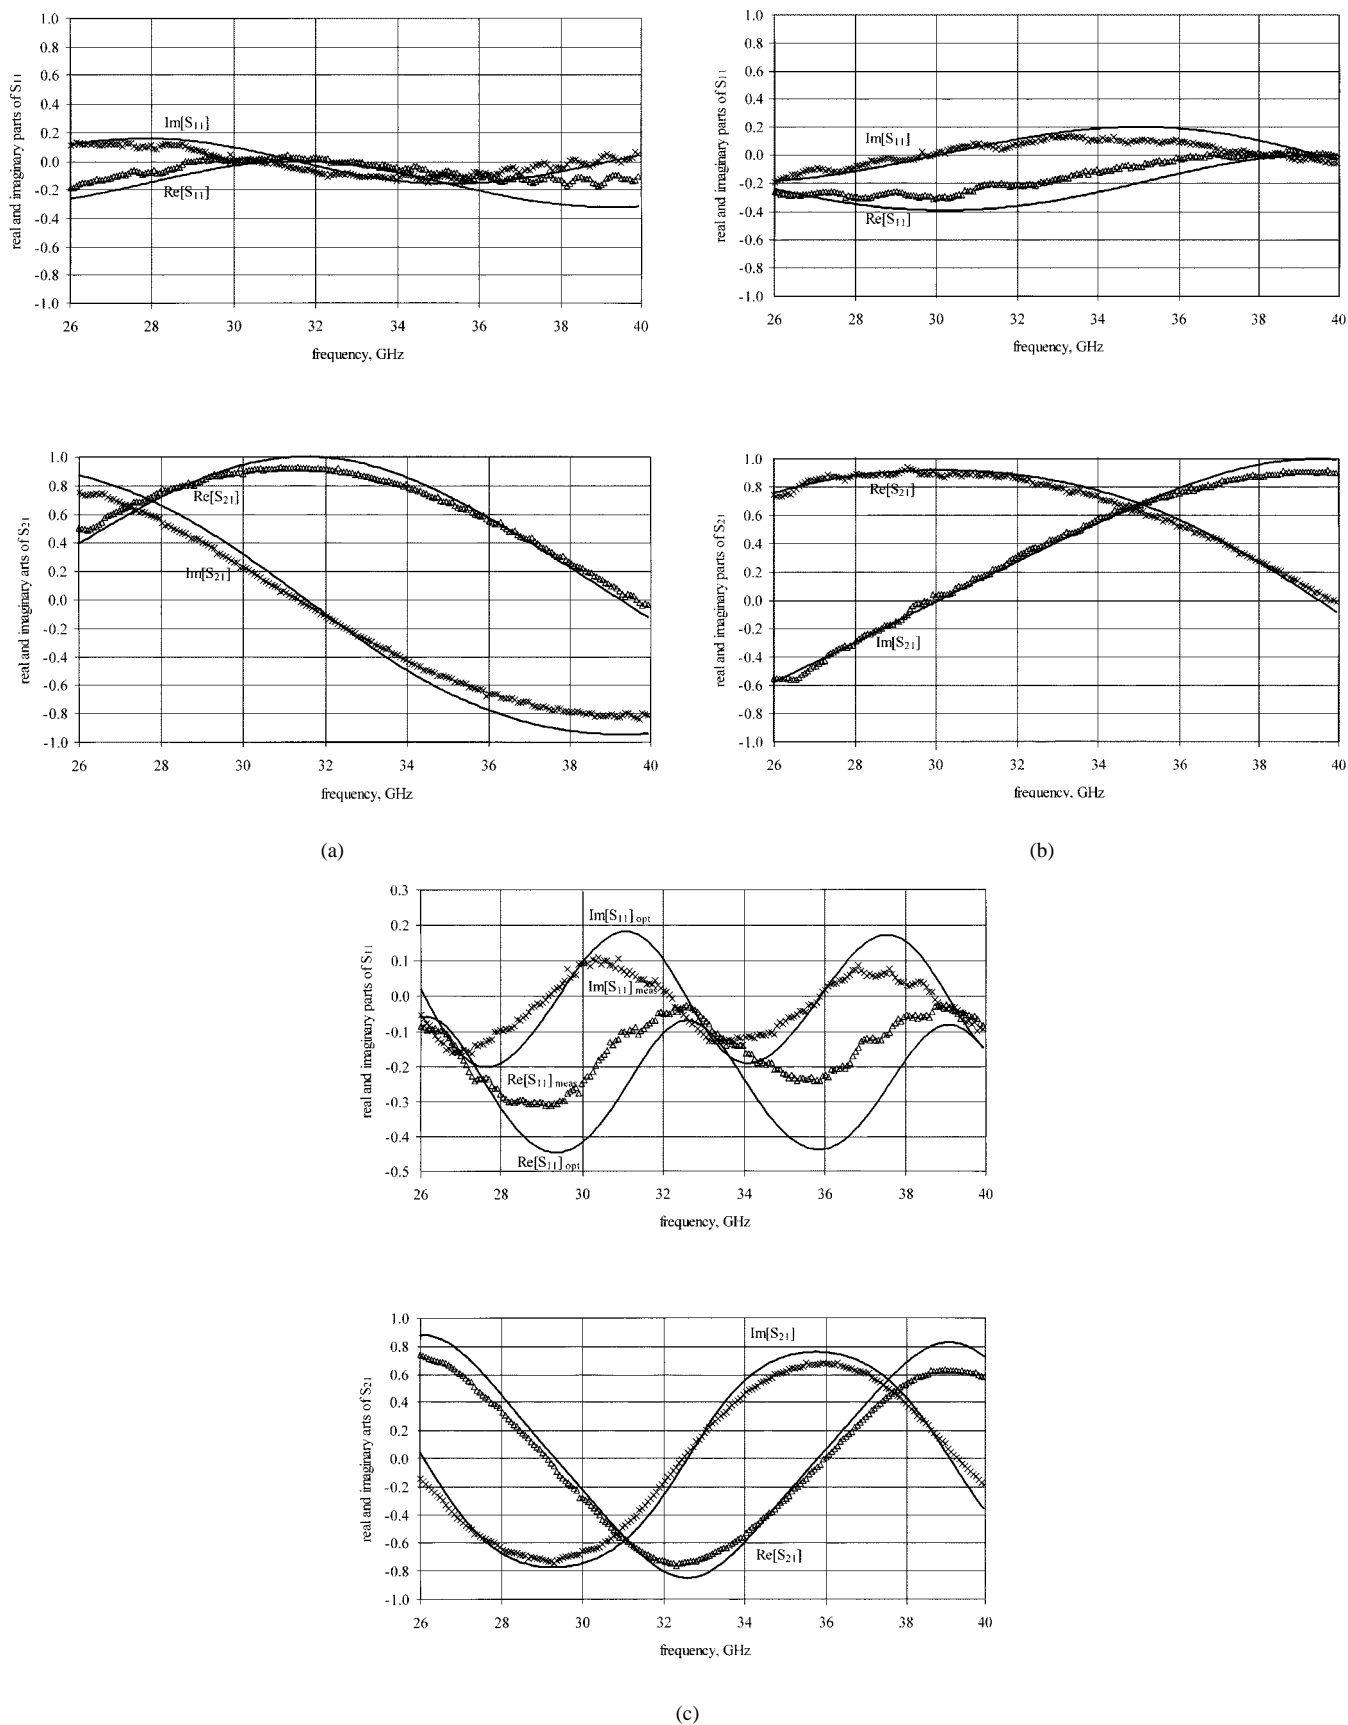 real and imaginary parts of S11
1.0
0.8
0.6
0.4
0.2
0.0
-0.2
-0.4
-0.6
-0.8
-1.0
Im[S11]
Re[S11]
26 28 30 32 34 36 38 40
frequency, GHz
real and imaginary parts of S11
1.0
0.8
0.6
0.4
0.2
0.0
-0.2
-0.4
-0.6
-0.8
-1.0
Im[S11]
Re[S11]
26 28 30 32 34 36 38 40
frequency, GHz
real and imaginary arts of S21
1.0
0.8
0.6
0.4
0.2
0.0
-0.2
-0.4
-0.6
-0.8
-1.0
Re[S21]
Im[S21]
26 28 30 32 34 36 38 40
frequency, GHz
(a)
real and imaginary parts of S21
1.0
0.8
0.6
0.4
0.2
0.0
-0.2
-0.4
-0.6
-0.8
-1.0
Re[S21]
Im[S21]
26 28 30 32 34 36 38 40
frequency, GHz
(b)
real and imaginary parts of S11
0.3
0.2
0.1
0.0
-0.1
-0.2
-0.3
-0.4
-0.5
Im[S11] opt
Im[S11] meas
Re[S11] meas
Re[S11] opt
26 28 30 32 34 36 38 40
frequency, GHz
real and imaginary arts of S21
1.0
0.8
0.6
0.4
0.2
0.0
-0.2
-0.4
-0.6
-0.8
-1.0
Im[S21]
Re[S21]
26 28 30 32 34 36 38 40
frequency, GHz
(c)